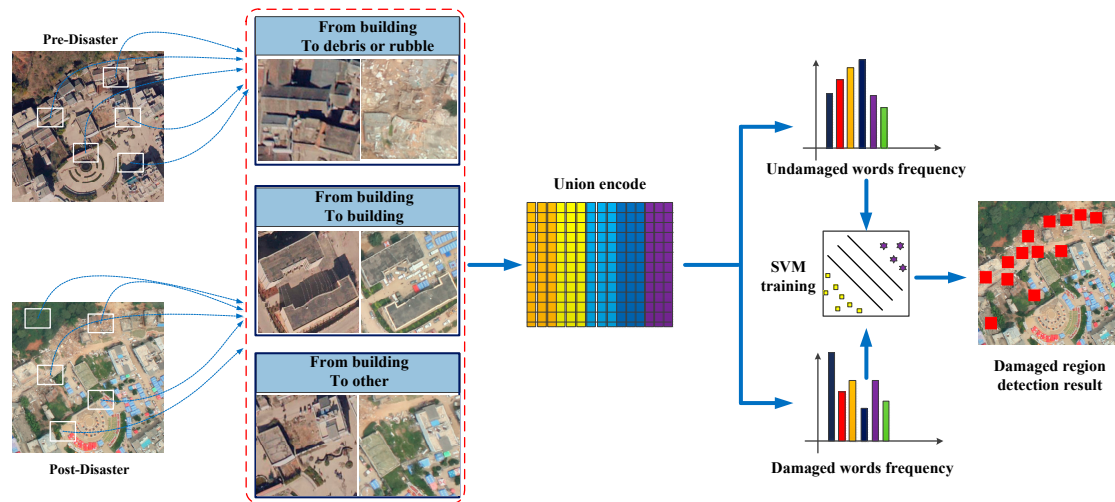 Pre-Disaster
From building
To debris or rubble
From building
To building
From building
To other
Post-Disaster
Union encode
Undamaged words frequency
SVM
training
Damaged words frequency
Damaged region
detection result